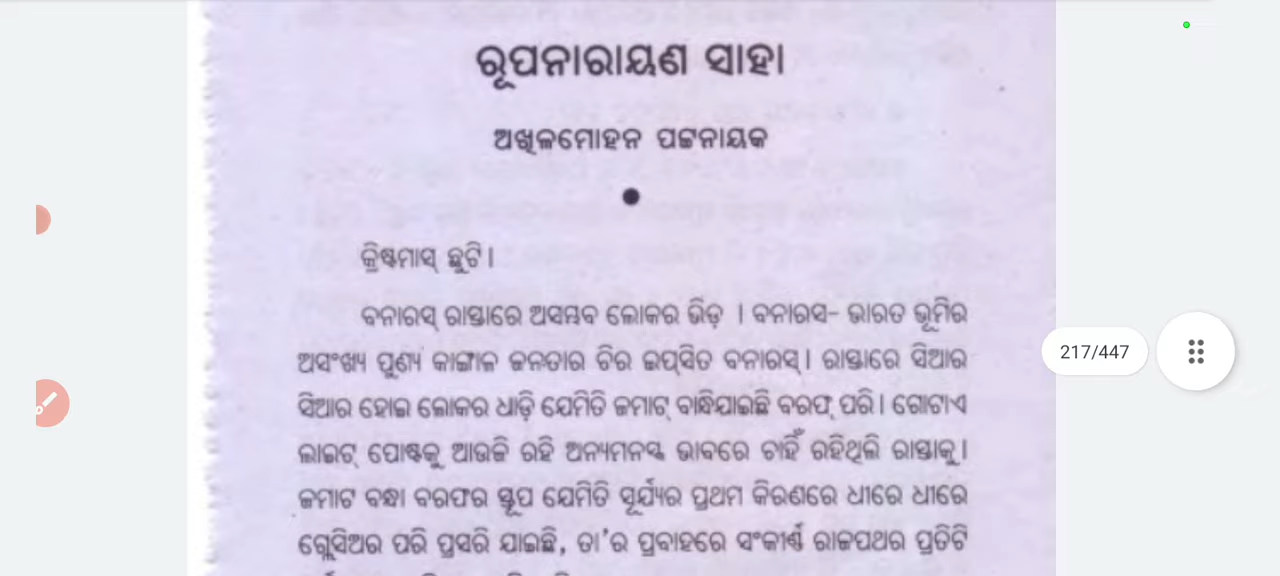 ରୂପନାରାୟଣ ସାହା
ଅଖିଳମୋହନ ପଟ୍ଟନାୟକ
●
କ୍ରିଷ୍ଟମାସ୍ ଛୁଟି।
ବନାରସ୍ ରାସ୍ତାରେ ଅସମ୍ଭବ ଲୋକର ଭିଡ଼ । ବନାରସ- ଭାରତ ଭୂମିର
ଅସଂଖ୍ୟ ପୁଣ୍ୟ କାଙ୍ଗାଳ ଜନତାର ଚିର ଇପ୍‌ସିତ ବନାରସ୍। ରାସ୍ତାରେ ସିଆର
ସିଆର ହୋଇ ଲୋକର ଧାଡ଼ି ଯେମିତି ଜମାଟ୍ ବାନ୍ଧିଯାଇଛି ବରଫ୍ ପରି। ଗୋଟାଏ
ଲାଇଟ୍ ପୋଷ୍ଟକୁ ଆଉଜି ରହି ଅନ୍ୟମନସ୍କ ଭାବରେ ଚାହିଁ ରହିଥିଲି ରାସ୍ତାକୁ।
ଜମାଟ ବନ୍ଧା ବରଫର ସ୍ତୂପ ଯେମିତି ସୂର୍ଯ୍ୟର ପ୍ରଥମ କିରଣରେ ଧୀରେ ଧୀରେ
ଗ୍ଲେସିଅର ପରି ପ୍ରସରି ଯାଇଛି, ତା'ର ପ୍ରବାହରେ ସଂକୀର୍ଣ୍ଣ ରାଜପଥର ପ୍ରତିଟି
217/447